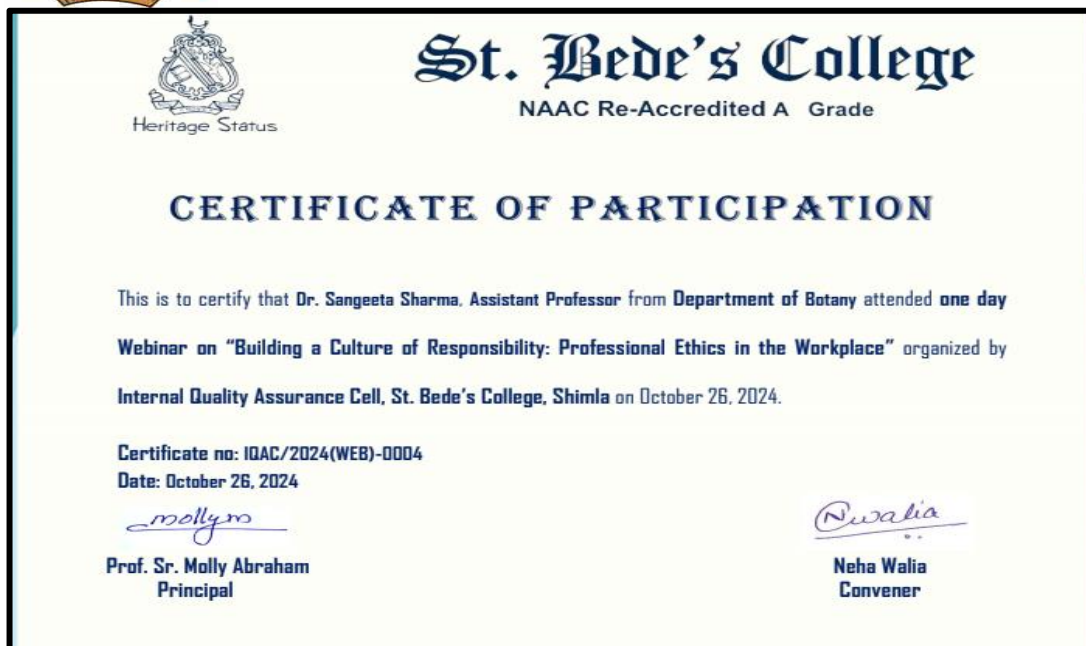 Heritage Status
St. Bede's College
NAAC Re-Accredited A Grade
CERTIFICATE OF PARTICIPATION
This is to certify that Dr. Sangeeta Sharma, Assistant Professor from Department of Botany attended one day
Webinar on “Building a Culture of Responsibility: Professional Ethics in the Workplace” organized by
Internal Quality Assurance Cell, St. Bede's College, Shimla on October 26, 2024.
Certificate no: IQAC/2024(WEB)-0004
Date: October 26, 2024
mollym
Nwalia
Prof. Sr. Molly Abraham
Neha Walia
Principal
Convener